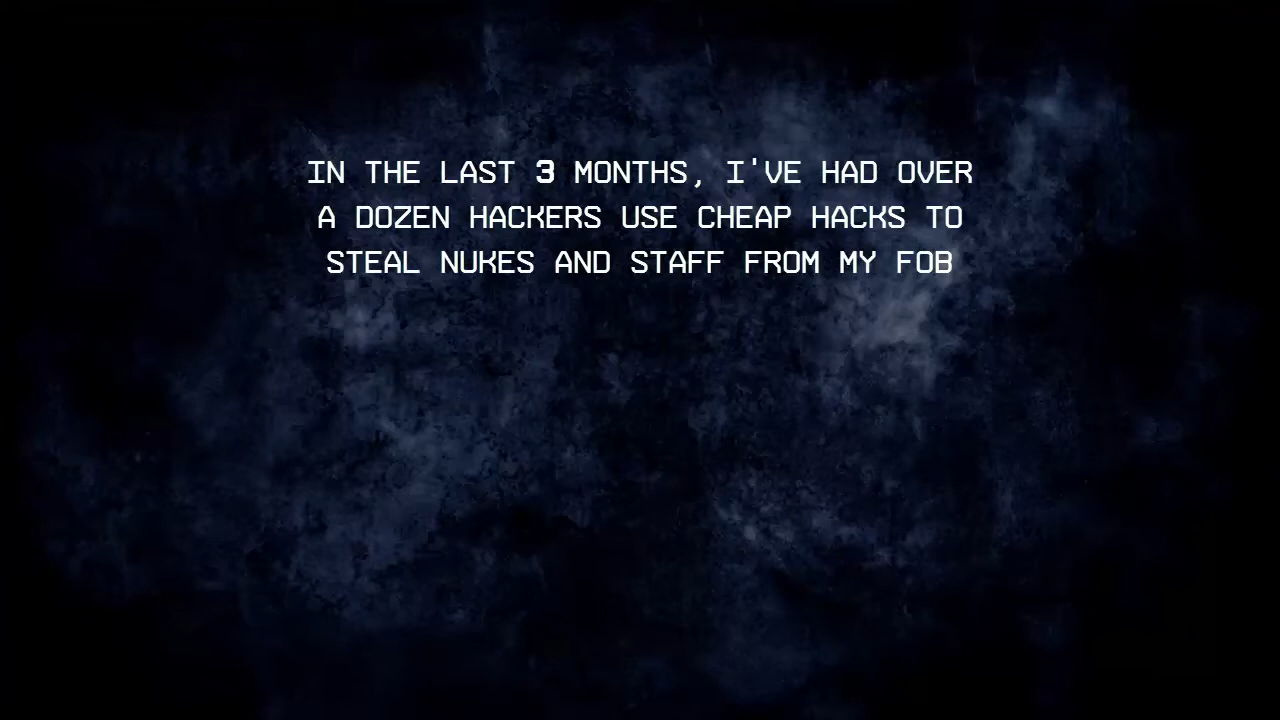 IN THE LAST 3 MONTHS, I'VE HAD OVER
A DOZEN HACKERS USE CHEAP HACKS TO
STEAL NUKES AND STAFF FROM MY FOB